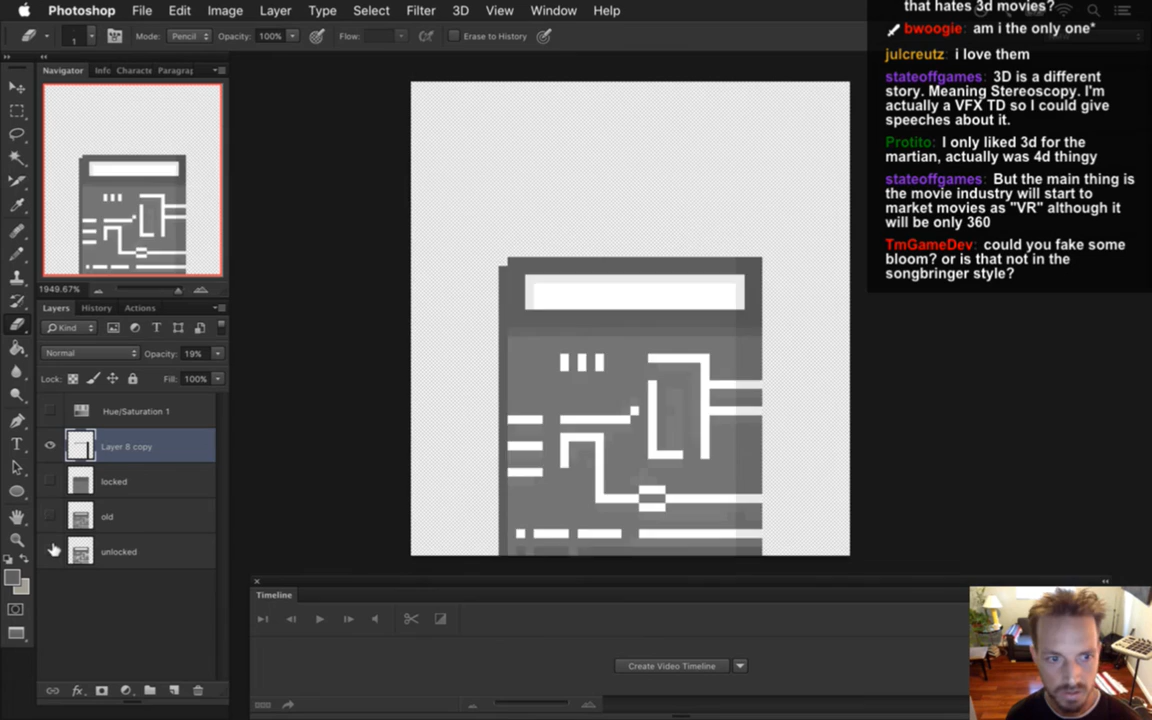 Photoshop File Edit Image Layer Type Select Filter 3D View Window Help
1 Mode: Pencil Opacity: 100% Flow: Erase to History
Navigator Info Characte Paragraj
1949.67%
Layers History Actions
Kind
Normal Opacity: 19%
Lock: Fill: 100%
Hue/Saturation 1
Layer 8 copy
locked
old
unlocked
Timeline
Create Video Timeline
that hates 3d movies?
bwoogie: am i the only one*
julcreutz: i love them
stateoffgames: 3D is a different
story. Meaning Stereoscopy. I'm
actually a VFX TD so I could give
speeches about it.
Protito: I only liked 3d for the
martian, actually was 4d thingy
stateoffgames: But the main thing is
the movie industry will start to
market movies as "VR" although it
will be only 360
TmGameDev: could you fake some
bloom? or is that not in the
songbringer style?